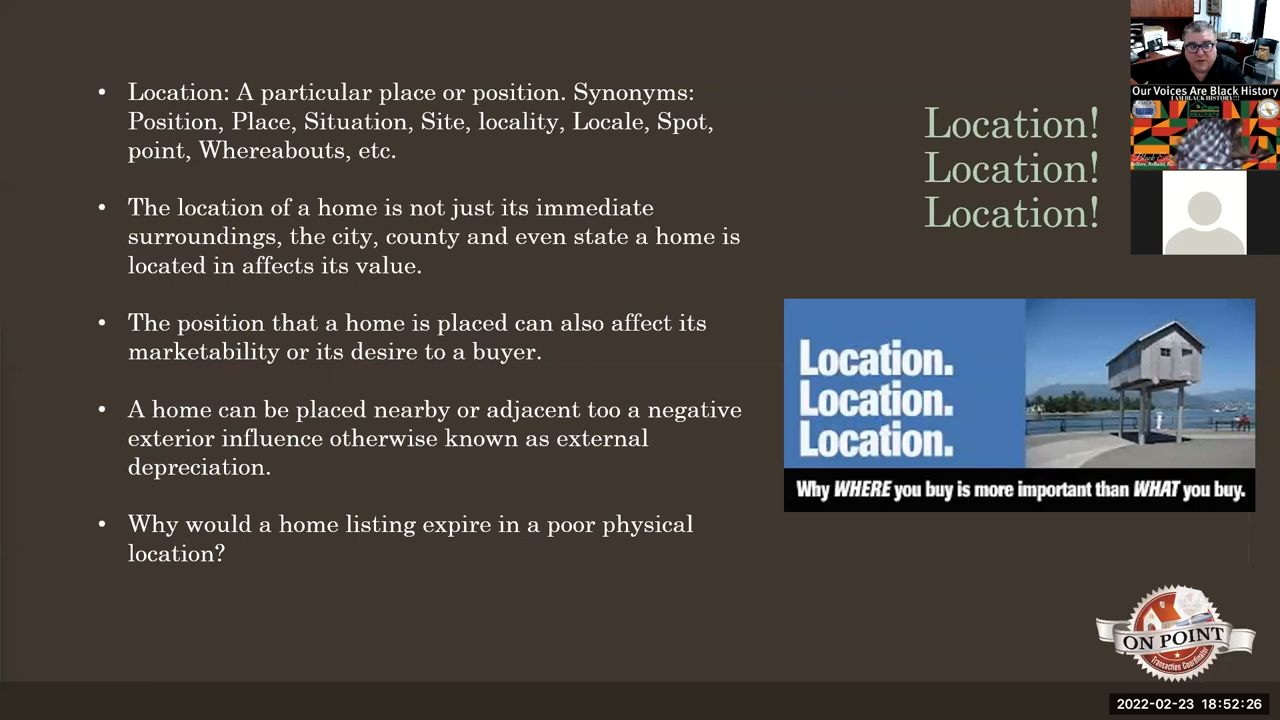 • Location: A particular place or position. Synonyms:
Position, Place, Situation, Site, locality, Locale, Spot,
point, Whereabouts, etc.
• The location of a home is not just its immediate
surroundings, the city, county and even state a home is
located in affects its value.
• The position that a home is placed can also affect its
marketability or its desire to a buyer.
• A home can be placed nearby or adjacent too a negative
exterior influence otherwise known as external
depreciation.
• Why would a home listing expire in a poor physical
location?
Location!
Location!
Location!
Our Voices Are Black History
I AM BLACK HISTORY!!!
Location.
Location.
Location.
Why WHERE you buy is more important than WHAT you buy.
ON POINT
Transaction Coordinator
2022-02-23 18:52:26